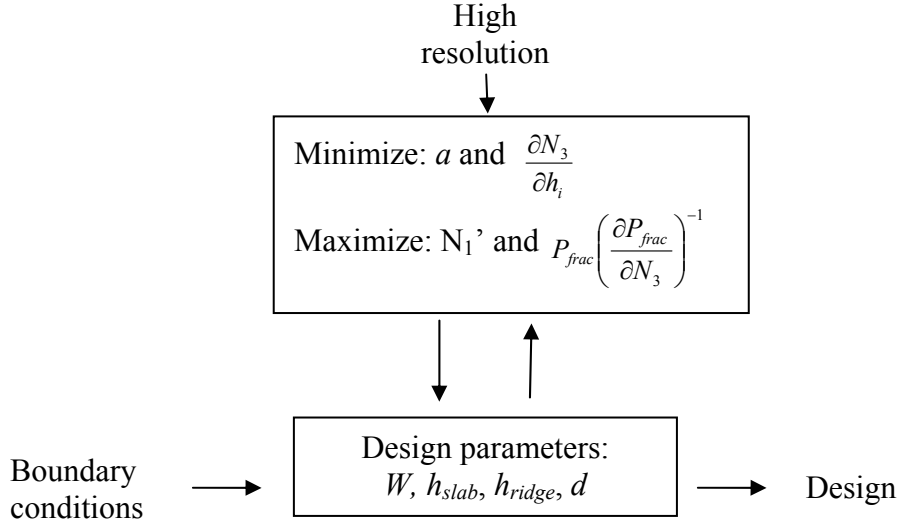 High
resolution
Minimize: a and ∂N₃/∂hᵢ
Maximize: N₁’ and P_frac(∂P_frac/∂N₃)⁻¹
Design parameters:
W, h_slab, h_ridge, d
Boundary
conditions
Design